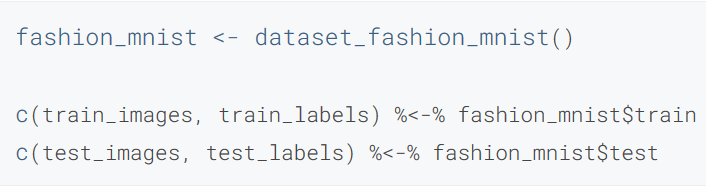 fashion_mnist <- dataset_fashion_mnist()
c(train_images, train_labels) %<-% fashion_mnist$train
c(test_images, test_labels) %<-% fashion_mnist$test